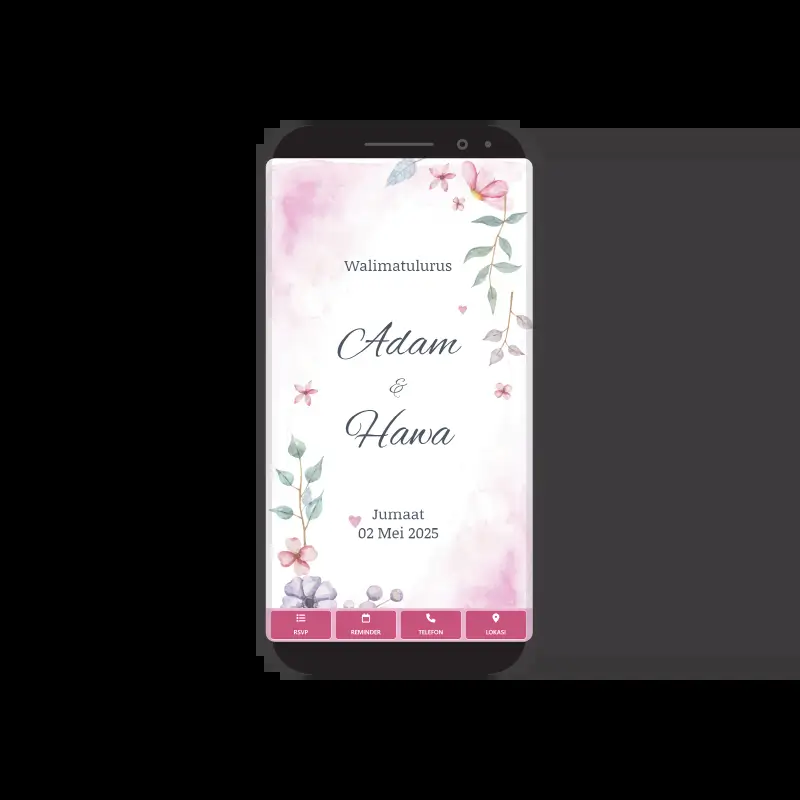 Walimatulurus
Adam
&
Hawa
Jumaat
02 Mei 2025
RSVP
REMINDER
TELEFON
LOKASI